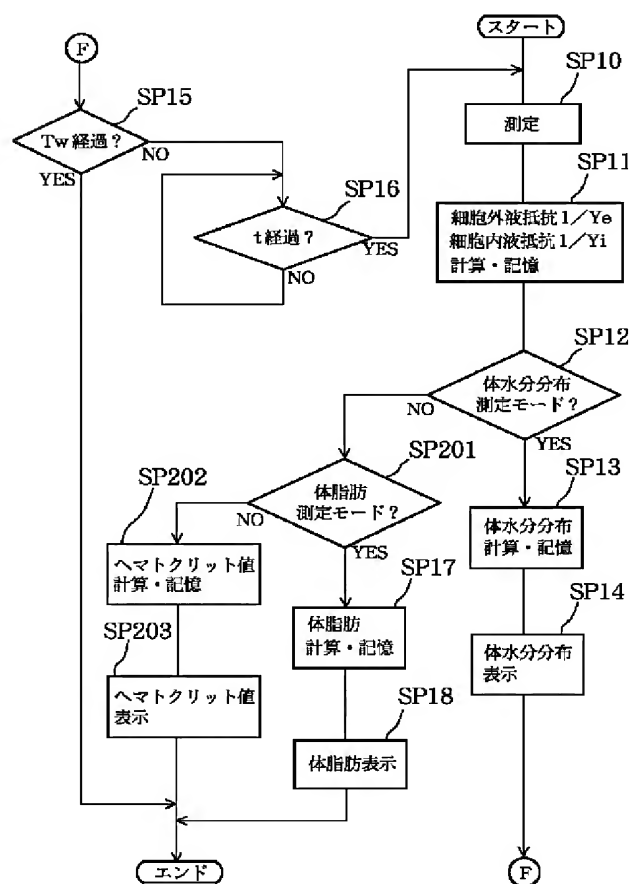 スタート
SP10
測定
SP11
細胞外液抵抗1/Ye
細胞内液抵抗1/Yi
計算・記憶
SP12
体水分分布
測定モード?
NO
YES
SP13
体水分分布
計算・記憶
SP14
体水分分布
表示
F
F
SP15
Tw経過?
NO
YES
SP16
t経過?
YES
NO
SP201
体脂肪
測定モード?
NO
YES
SP17
体脂肪
計算・記憶
SP18
体脂肪表示
SP202
ヘマトクリット値
計算・記憶
SP203
ヘマトクリット値
表示
エンド